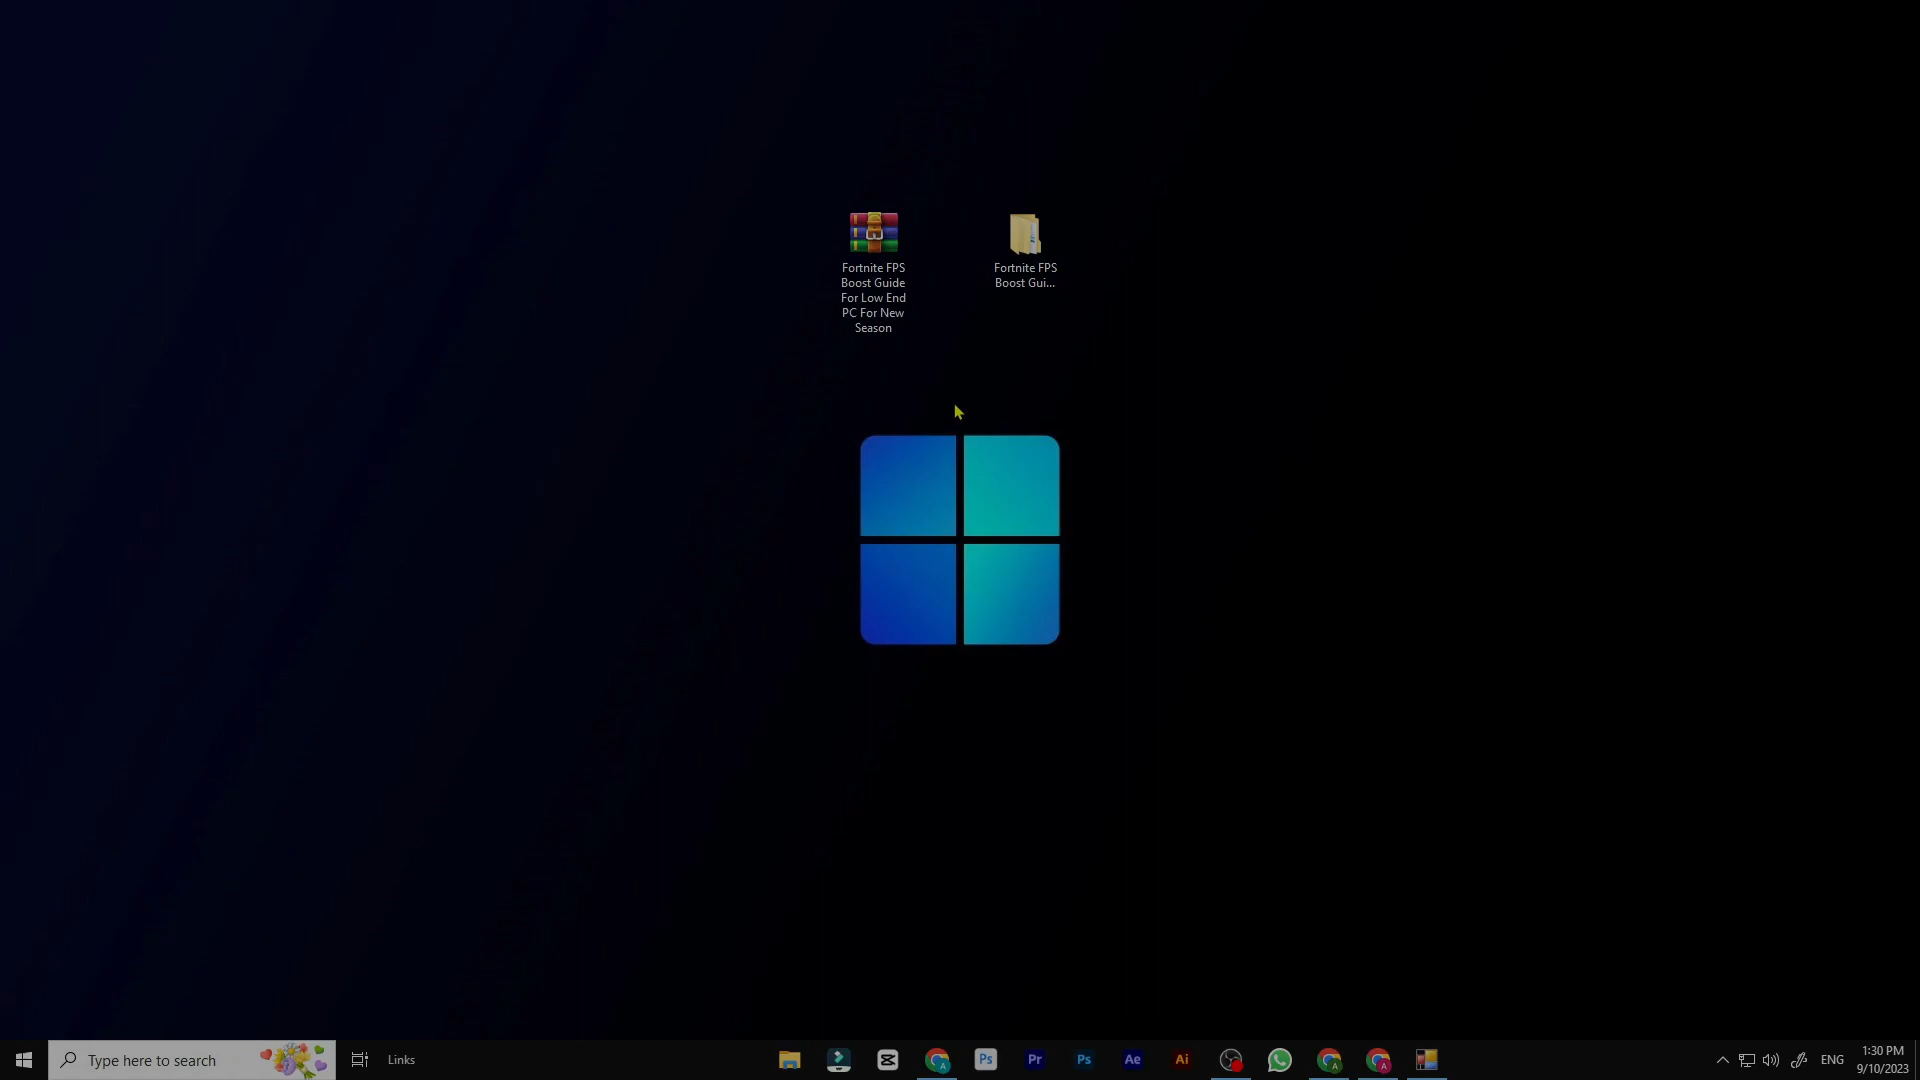 Fortnite FPS
Boost Guide
For Low End
PC For New
Season
Fortnite FPS
Boost Gui...
Type here to search
Links
A
Ps
Pr
Ps
Ae
Ai
A
A
ENG
1:30 PM
9/10/2023